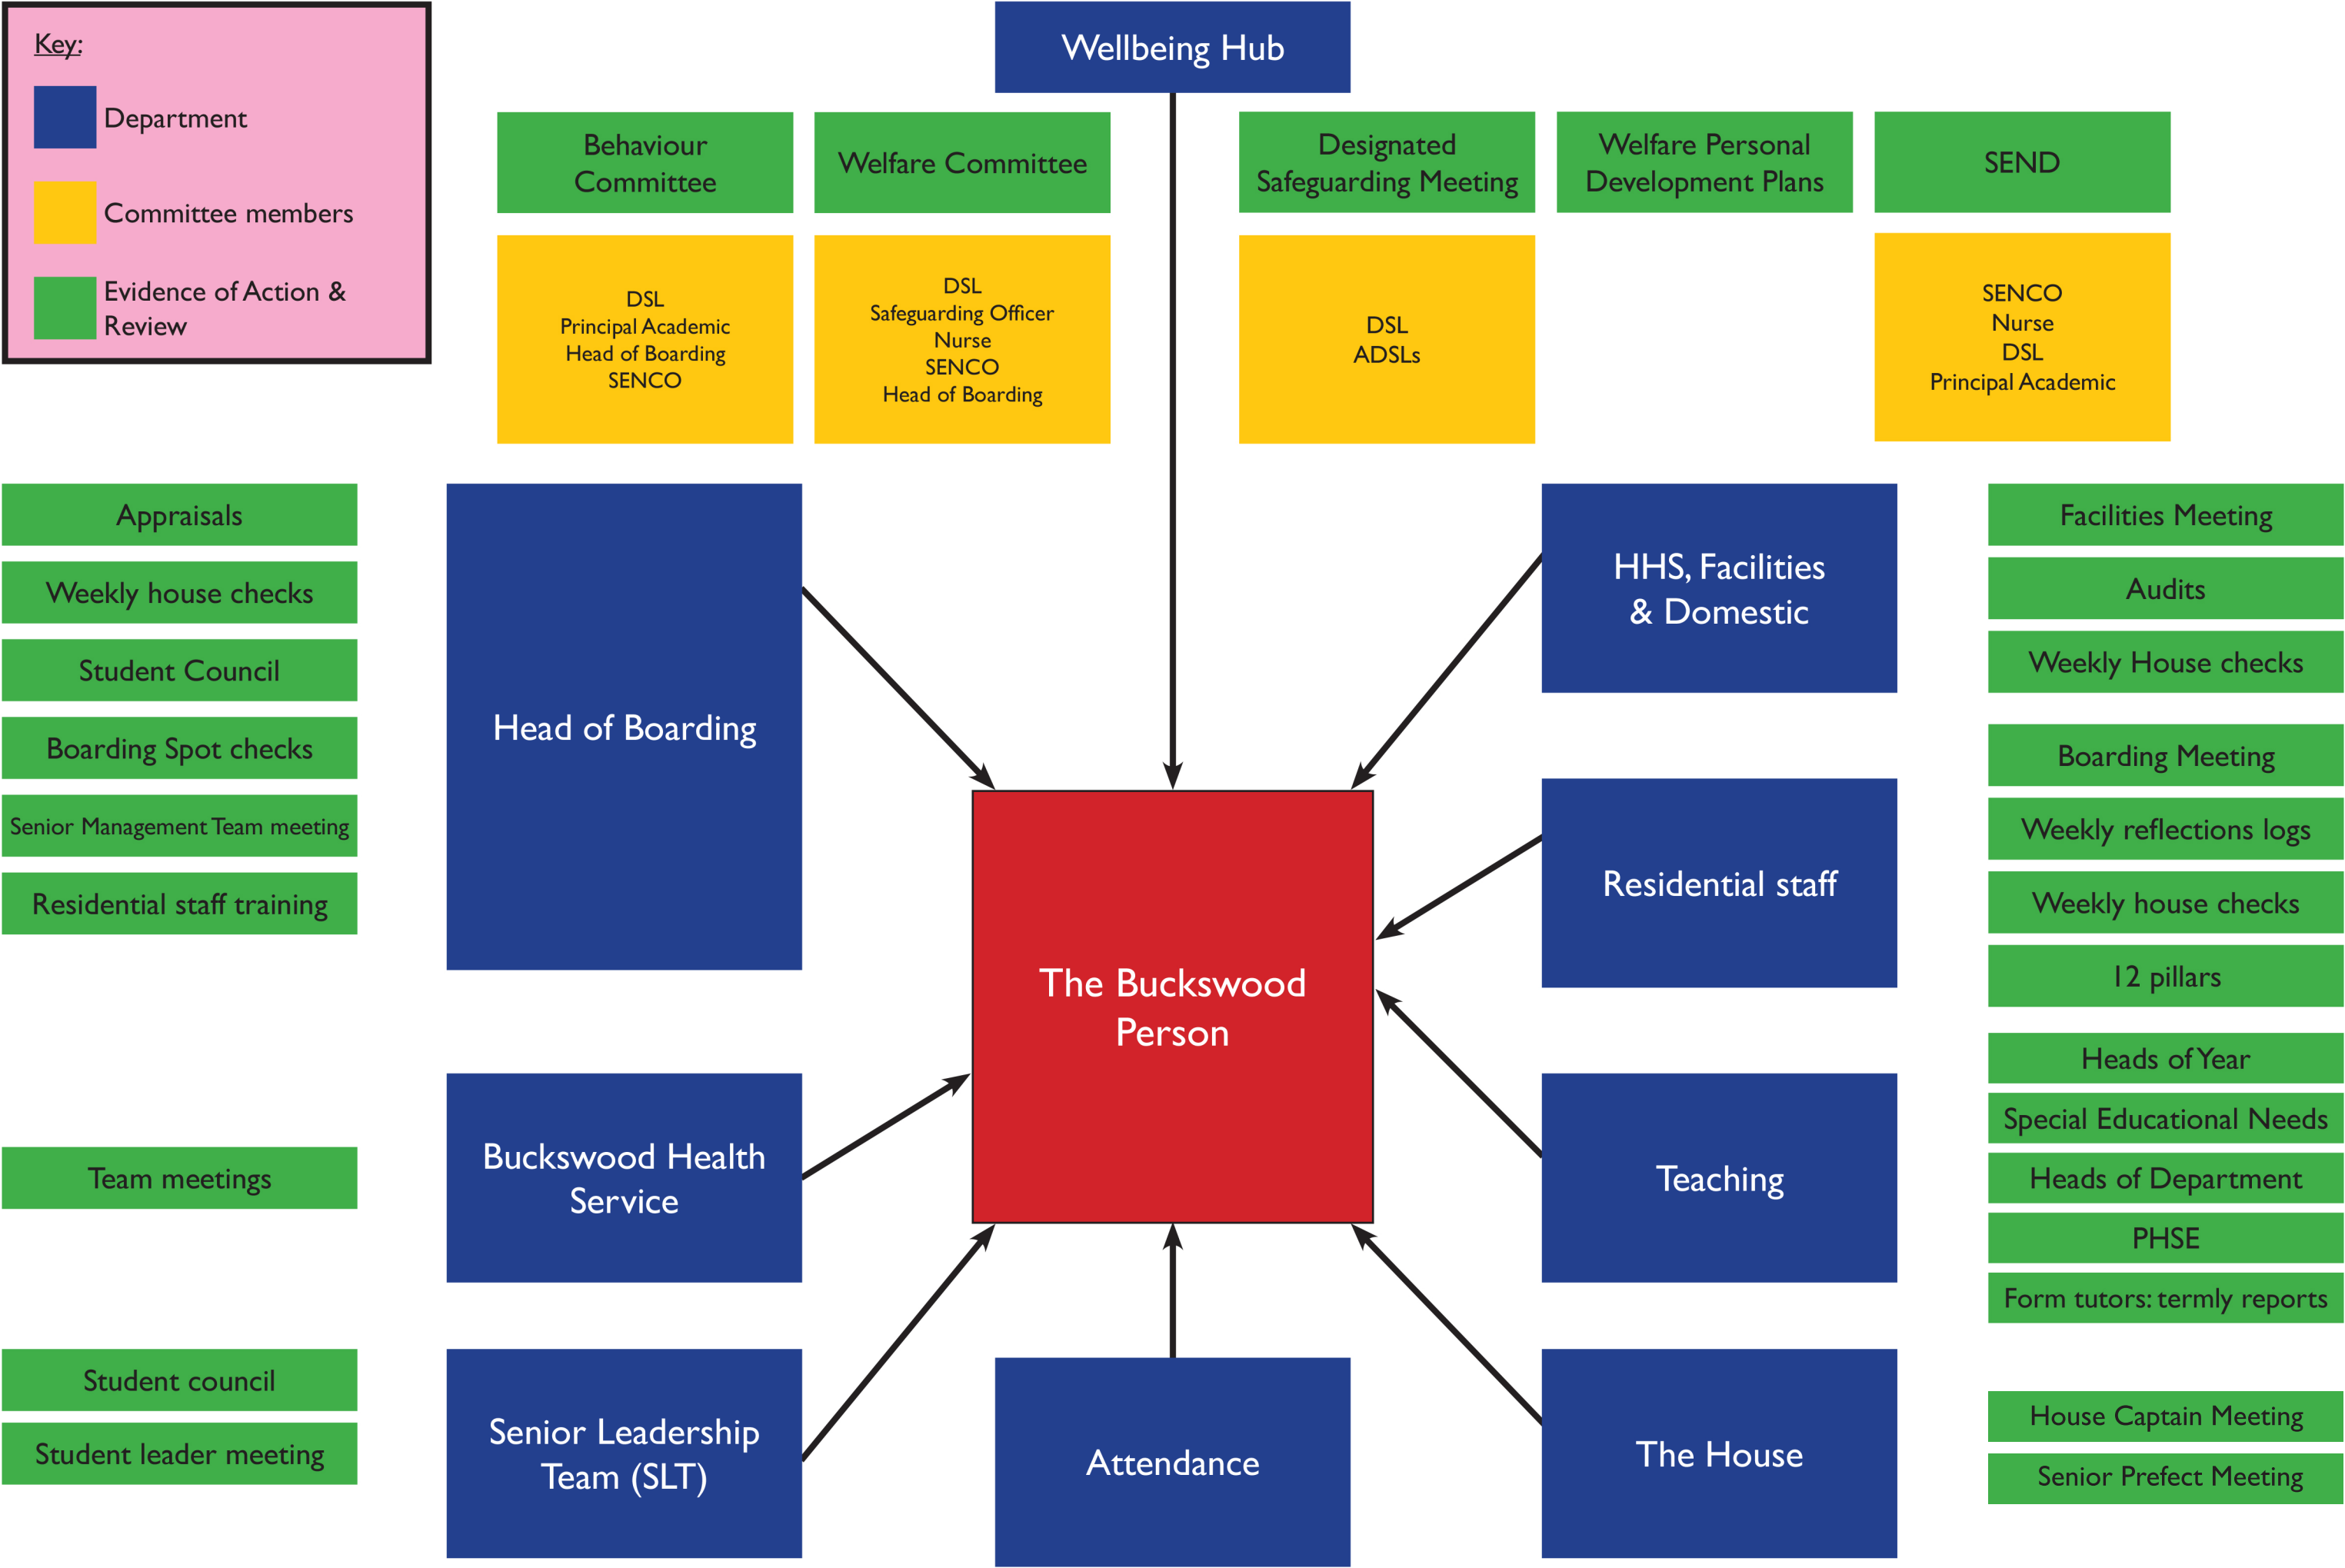 Key:
Department
Committee members
Evidence of Action &
Review
Wellbeing Hub
Behaviour
Committee
Welfare Committee
Designated
Safeguarding Meeting
Welfare Personal
Development Plans
SEND
DSL
Principal Academic
Head of Boarding
SENCO
DSL
Safeguarding Officer
Nurse
SENCO
Head of Boarding
DSL
ADSLs
SENCO
Nurse
DSL
Principal Academic
Appraisals
Weekly house checks
Student Council
Boarding Spot checks
Senior Management Team meeting
Residential staff training
Head of Boarding
HHS, Facilities
& Domestic
Facilities Meeting
Audits
Weekly House checks
Residential staff
Boarding Meeting
Weekly reflections logs
Weekly house checks
12 pillars
The Buckswood
Person
Team meetings
Buckswood Health
Service
Teaching
Heads of Year
Special Educational Needs
Heads of Department
PHSE
Form tutors: termly reports
Student council
Student leader meeting
Senior Leadership
Team (SLT)
Attendance
The House
House Captain Meeting
Senior Prefect Meeting